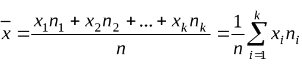 x̄ = (x₁n₁ + x₂n₂ + ... + xₖnₖ) / n = (1/n) ∑ᵢ₌₁ᵏ xᵢnᵢ